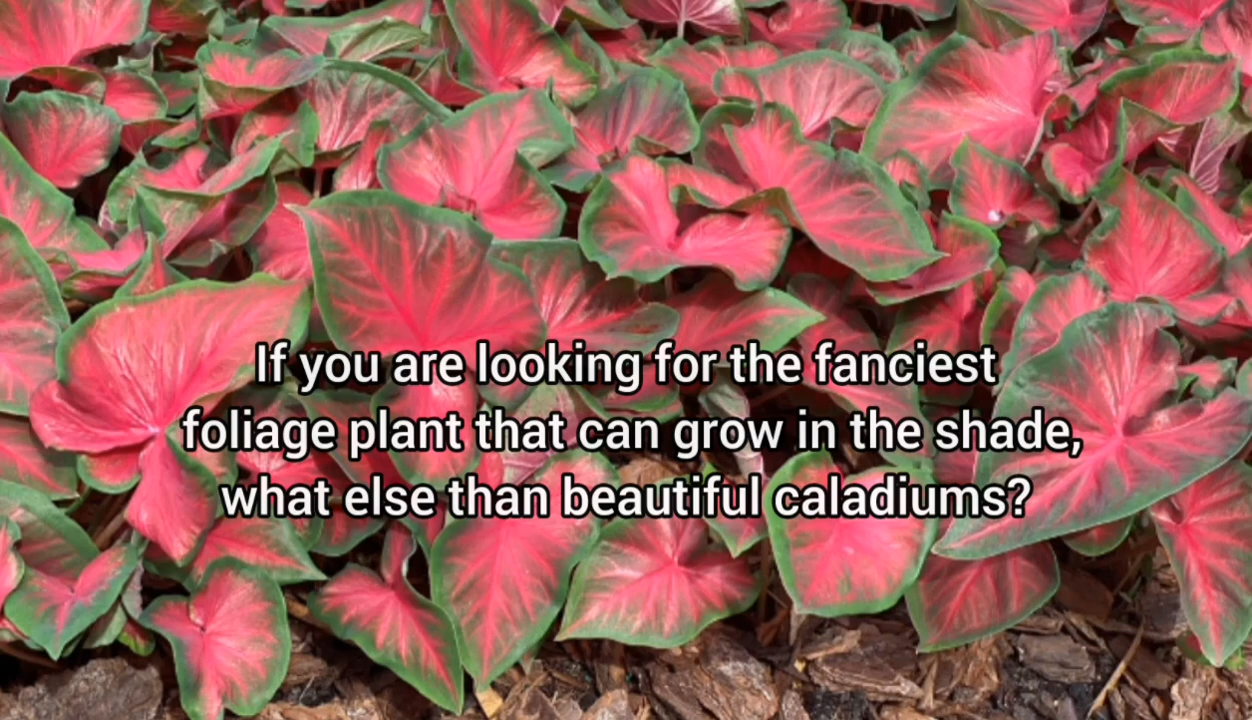 If you are looking for the fanciest
foliage plant that can grow in the shade,
what else than beautiful caladiums?